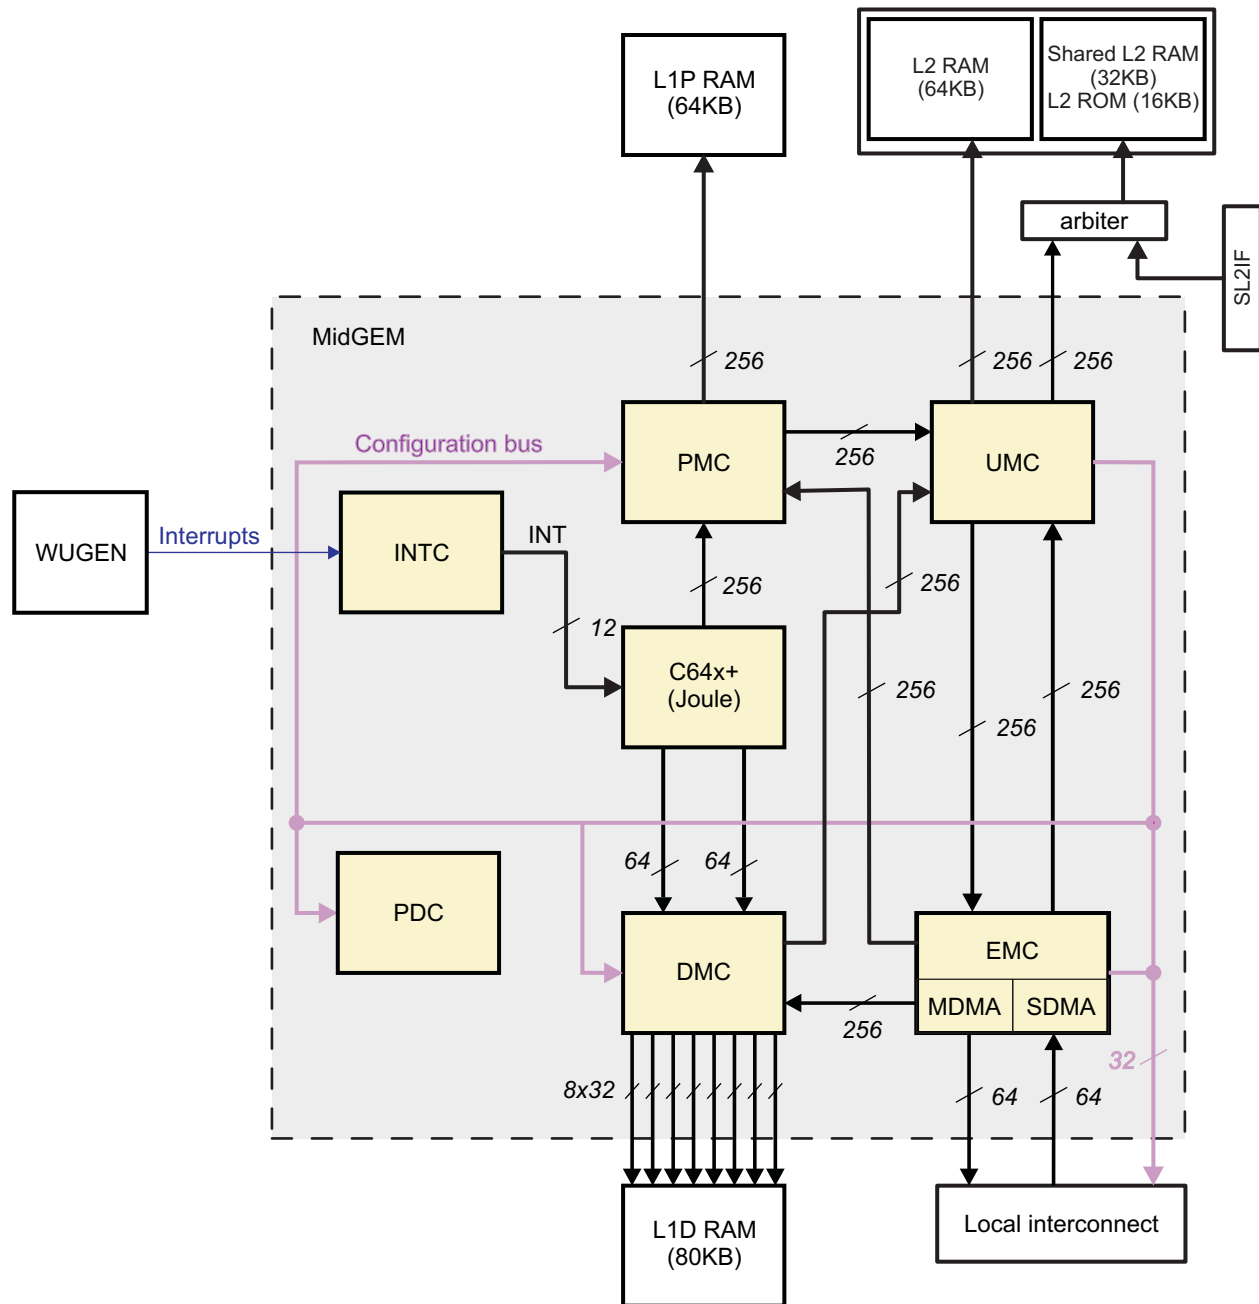 L1P RAM
(64KB)
L2 RAM
(64KB)
Shared L2 RAM
(32KB)
L2 ROM (16KB)
arbiter
SL2IF
MidGEM
256
256
256
Configuration bus
PMC
256
UMC
WUGEN
Interrupts
INTC
INT
256
256
12
C64x+
(Joule)
256
256
256
64
64
PDC
DMC
EMC
MDMA
SDMA
256
8x32
64
64
32
L1D RAM
(80KB)
Local interconnect